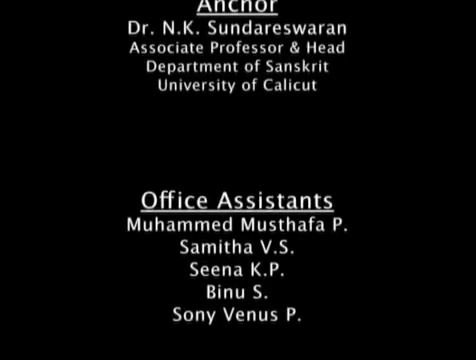 Anchor
Dr. N.K. Sundareswaran
Associate Professor & Head
Department of Sanskrit
University of Calicut
Office Assistants
Muhammed Musthafa P.
Samitha V.S.
Seena K.P.
Binu S.
Sony Venus P.